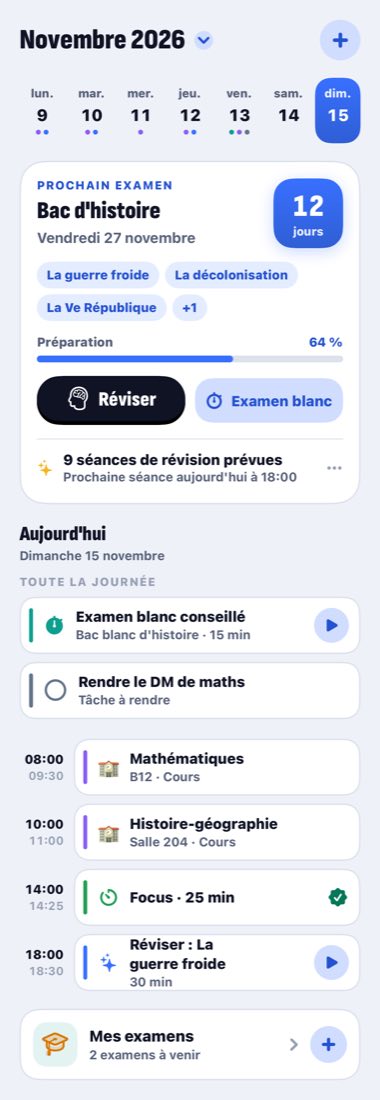 Novembre 2026
lun. mar. mer. jeu. ven. sam. dim.
9 10 11 12 13 14 15
PROCHAIN EXAMEN
Bac d'histoire
Vendredi 27 novembre
12
jours
La guerre froide La décolonisation
La Ve République +1
Préparation 64 %
Réviser Examen blanc
9 séances de révision prévues
Prochaine séance aujourd'hui à 18:00
Aujourd'hui
Dimanche 15 novembre
TOUTE LA JOURNÉE
Examen blanc conseillé
Bac blanc d'histoire · 15 min
Rendre le DM de maths
Tâche à rendre
08:00 Mathématiques
09:30 B12 · Cours
10:00 Histoire-géographie
11:00 Salle 204 · Cours
14:00 Focus · 25 min
14:25
18:00 Réviser : La
guerre froide
18:30 30 min
Mes examens
2 examens à venir